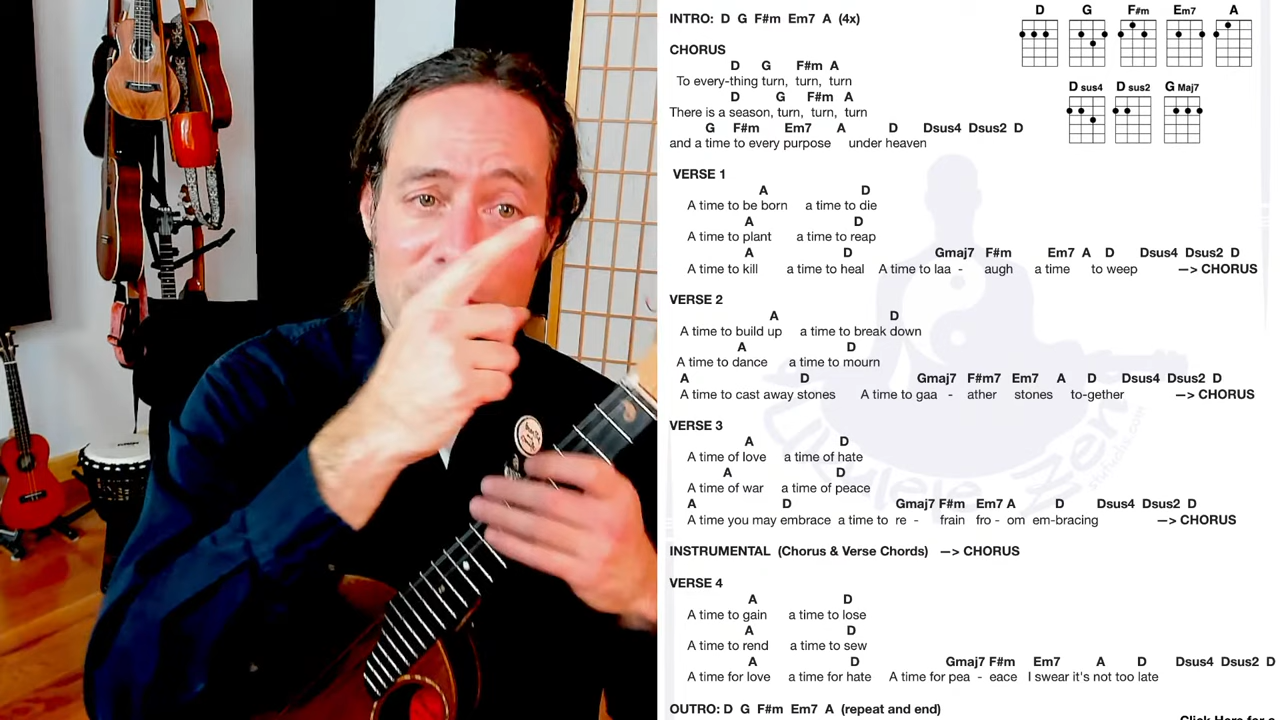 INTRO: D G F#m Em7 A (4x)
D G F#m Em7 A
CHORUS
D G F#m A
To every-thing turn, turn, turn
D sus4 D sus2 G Maj7
D G F#m A
There is a season, turn, turn, turn
G F#m Em7 A D Dsus4 Dsus2 D
and a time to every purpose under heaven
VERSE 1
A D
A time to be born a time to die
A D
A time to plant a time to reap
A D Gmaj7 F#m Em7 A D Dsus4 Dsus2 D
A time to kill a time to heal A time to laa - augh a time to weep —> CHORUS
VERSE 2
A D
A time to build up a time to break down
A D
A time to dance a time to mourn
A D Gmaj7 F#m7 Em7 A D Dsus4 Dsus2 D
A time to cast away stones A time to gaa - ather stones to-gether —> CHORUS
VERSE 3
A D
A time of love a time of hate
A D
A time of war a time of peace
A D Gmaj7 F#m Em7 A D Dsus4 Dsus2 D
A time you may embrace a time to re - frain fro - om em-bracing —> CHORUS
INSTRUMENTAL (Chorus & Verse Chords) —> CHORUS
VERSE 4
A D
A time to gain a time to lose
A D
A time to rend a time to sew
A D Gmaj7 F#m Em7 A D Dsus4 Dsus2 D
A time for love a time for hate A time for pea - eace I swear it's not too late
OUTRO: D G F#m Em7 A (repeat and end)
Ukulele Zen